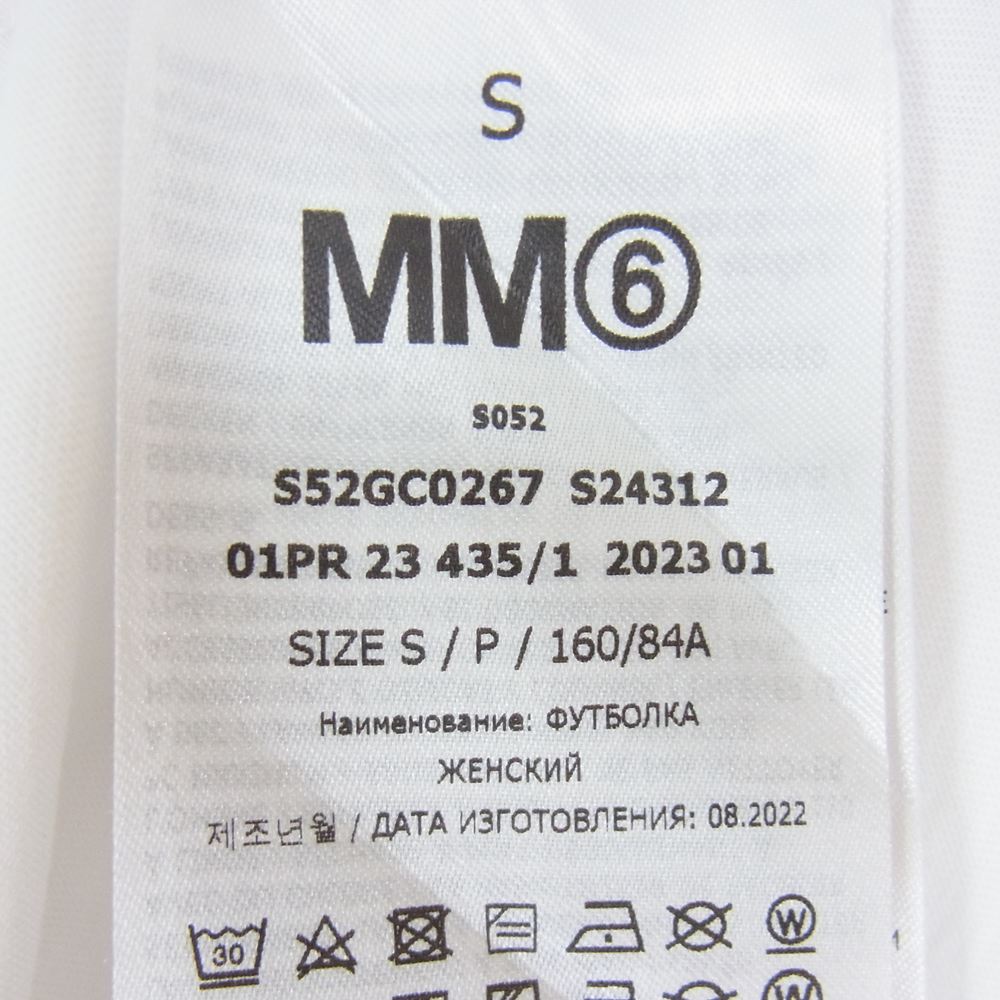 S
MM⑥
S052
S52GC0267 S24312
01PR 23 435/1 2023 01
SIZE S / P / 160/84A
Наименование: ФУТБОЛКА
ЖЕНСКИЙ
제조년월 / ДАТА ИЗГОТОВЛЕНИЯ: 08.2022
30 W
W